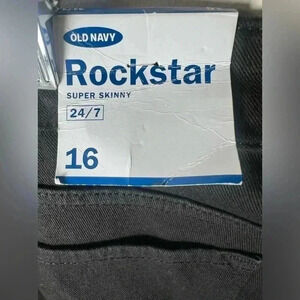 OLD NAVY
Rockstar
SUPER SKINNY
24/7
16